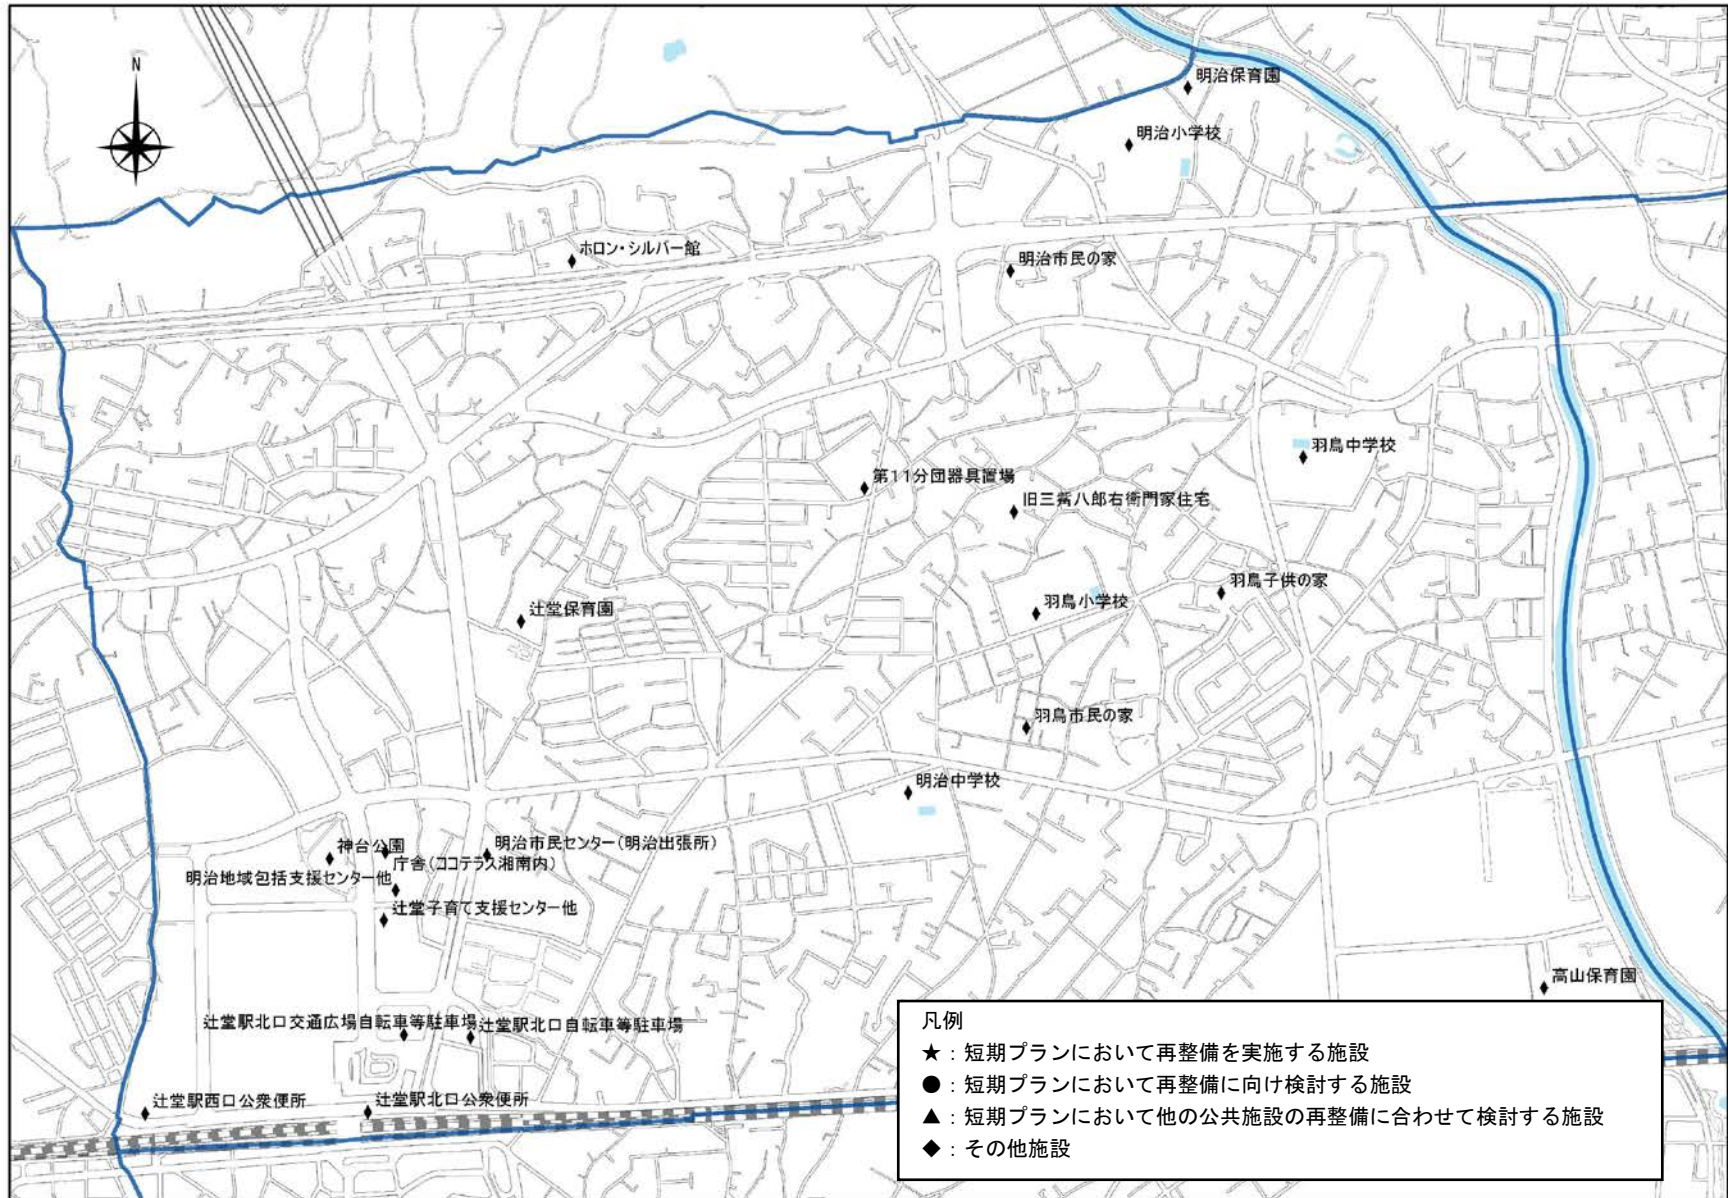 N
明治保育園
明治小学校
ホロン・シルバー館
明治市民の家
羽鳥中学校
第11分団器具置場
旧三觜八郎右衛門家住宅
羽鳥子供の家
羽鳥小学校
辻堂保育園
羽鳥市民の家
明治中学校
神台公園
明治市民センター(明治出張所)
庁舎(ココテラス湘南内)
明治地域包括支援センター他
辻堂子育て支援センター他
高山保育園
辻堂駅北口交通広場自転車等駐車場
辻堂駅北口自転車等駐車場
辻堂駅西口公衆便所
辻堂駅北口公衆便所
凡例
★：短期プランにおいて再整備を実施する施設
●：短期プランにおいて再整備に向け検討する施設
▲：短期プランにおいて他の公共施設の再整備に合わせて検討する施設
◆：その他施設